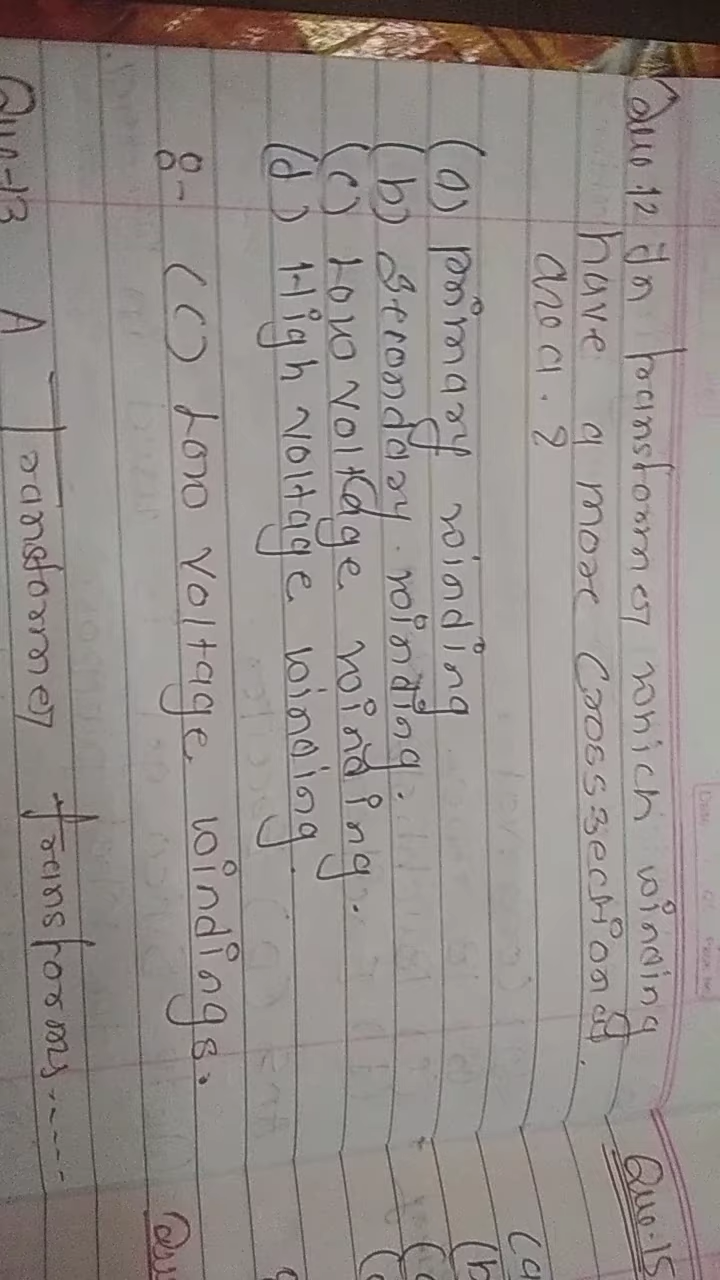 Que.12 In transformer which winding
have a more Crosssectional
area.?
(a) primary winding
(b) Secondary winding.
(c) Low voltage winding.
(d) High voltage winding.
8- (C) Low voltage windings.
Que-13 A Transformer transforms.....
Que.15
(a
(b
(c